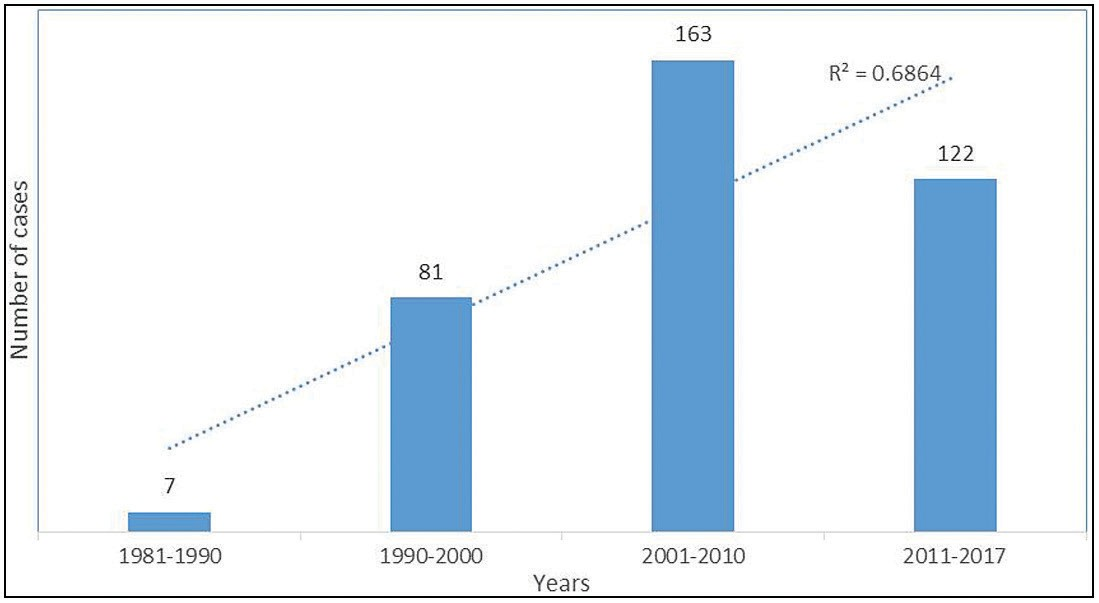 163
R² = 0.6864
122
81
7
Number of cases
1981-1990
1990-2000
2001-2010
2011-2017
Years